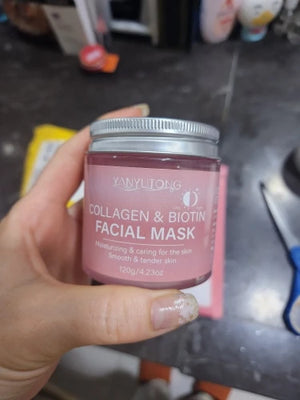 YANYUTONG
COLLAGEN & BIOTIN
FACIAL MASK
Moisturizing & caring for the skin
Smooth & tender skin
120g/4.23oz